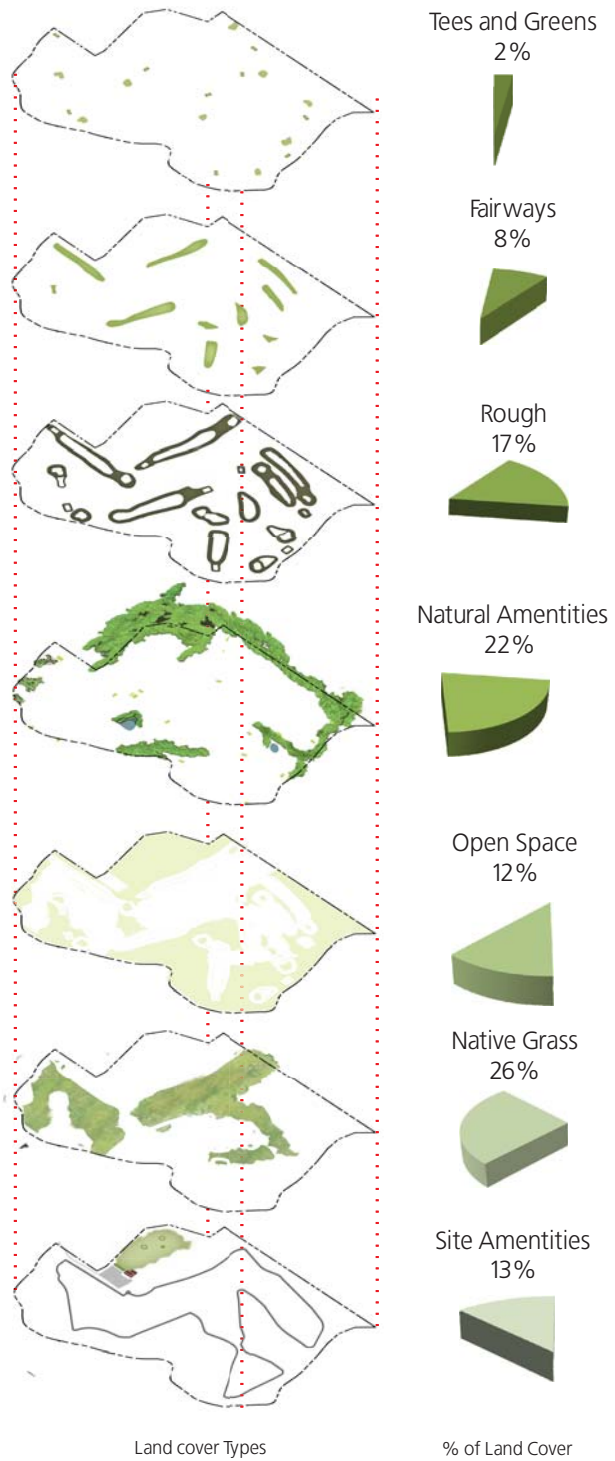 Tees and Greens
2%
Fairways
8%
Rough
17%
Natural Amentities
22%
Open Space
12%
Native Grass
26%
Site Amentities
13%
Land cover Types
% of Land Cover